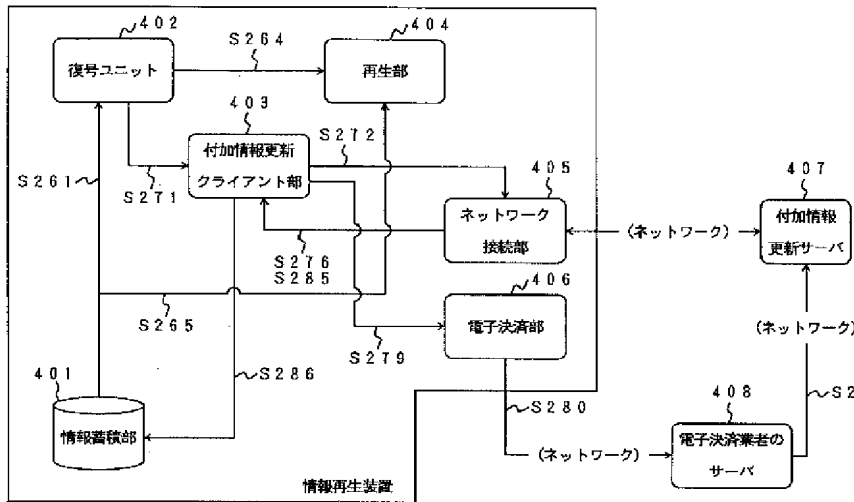 402
復号ユニット
S264
404
再生部
403
付加情報更新
クライアント部
S272
S261
S271
405
ネットワーク
接続部
407
付加情報
更新サーバ
(ネットワーク)
S276
S285
406
電子決済部
S265
S279
(ネットワーク)
401
情報蓄積部
S286
S280
408
電子決済業者の
サーバ
(ネットワーク)
情報再生装置